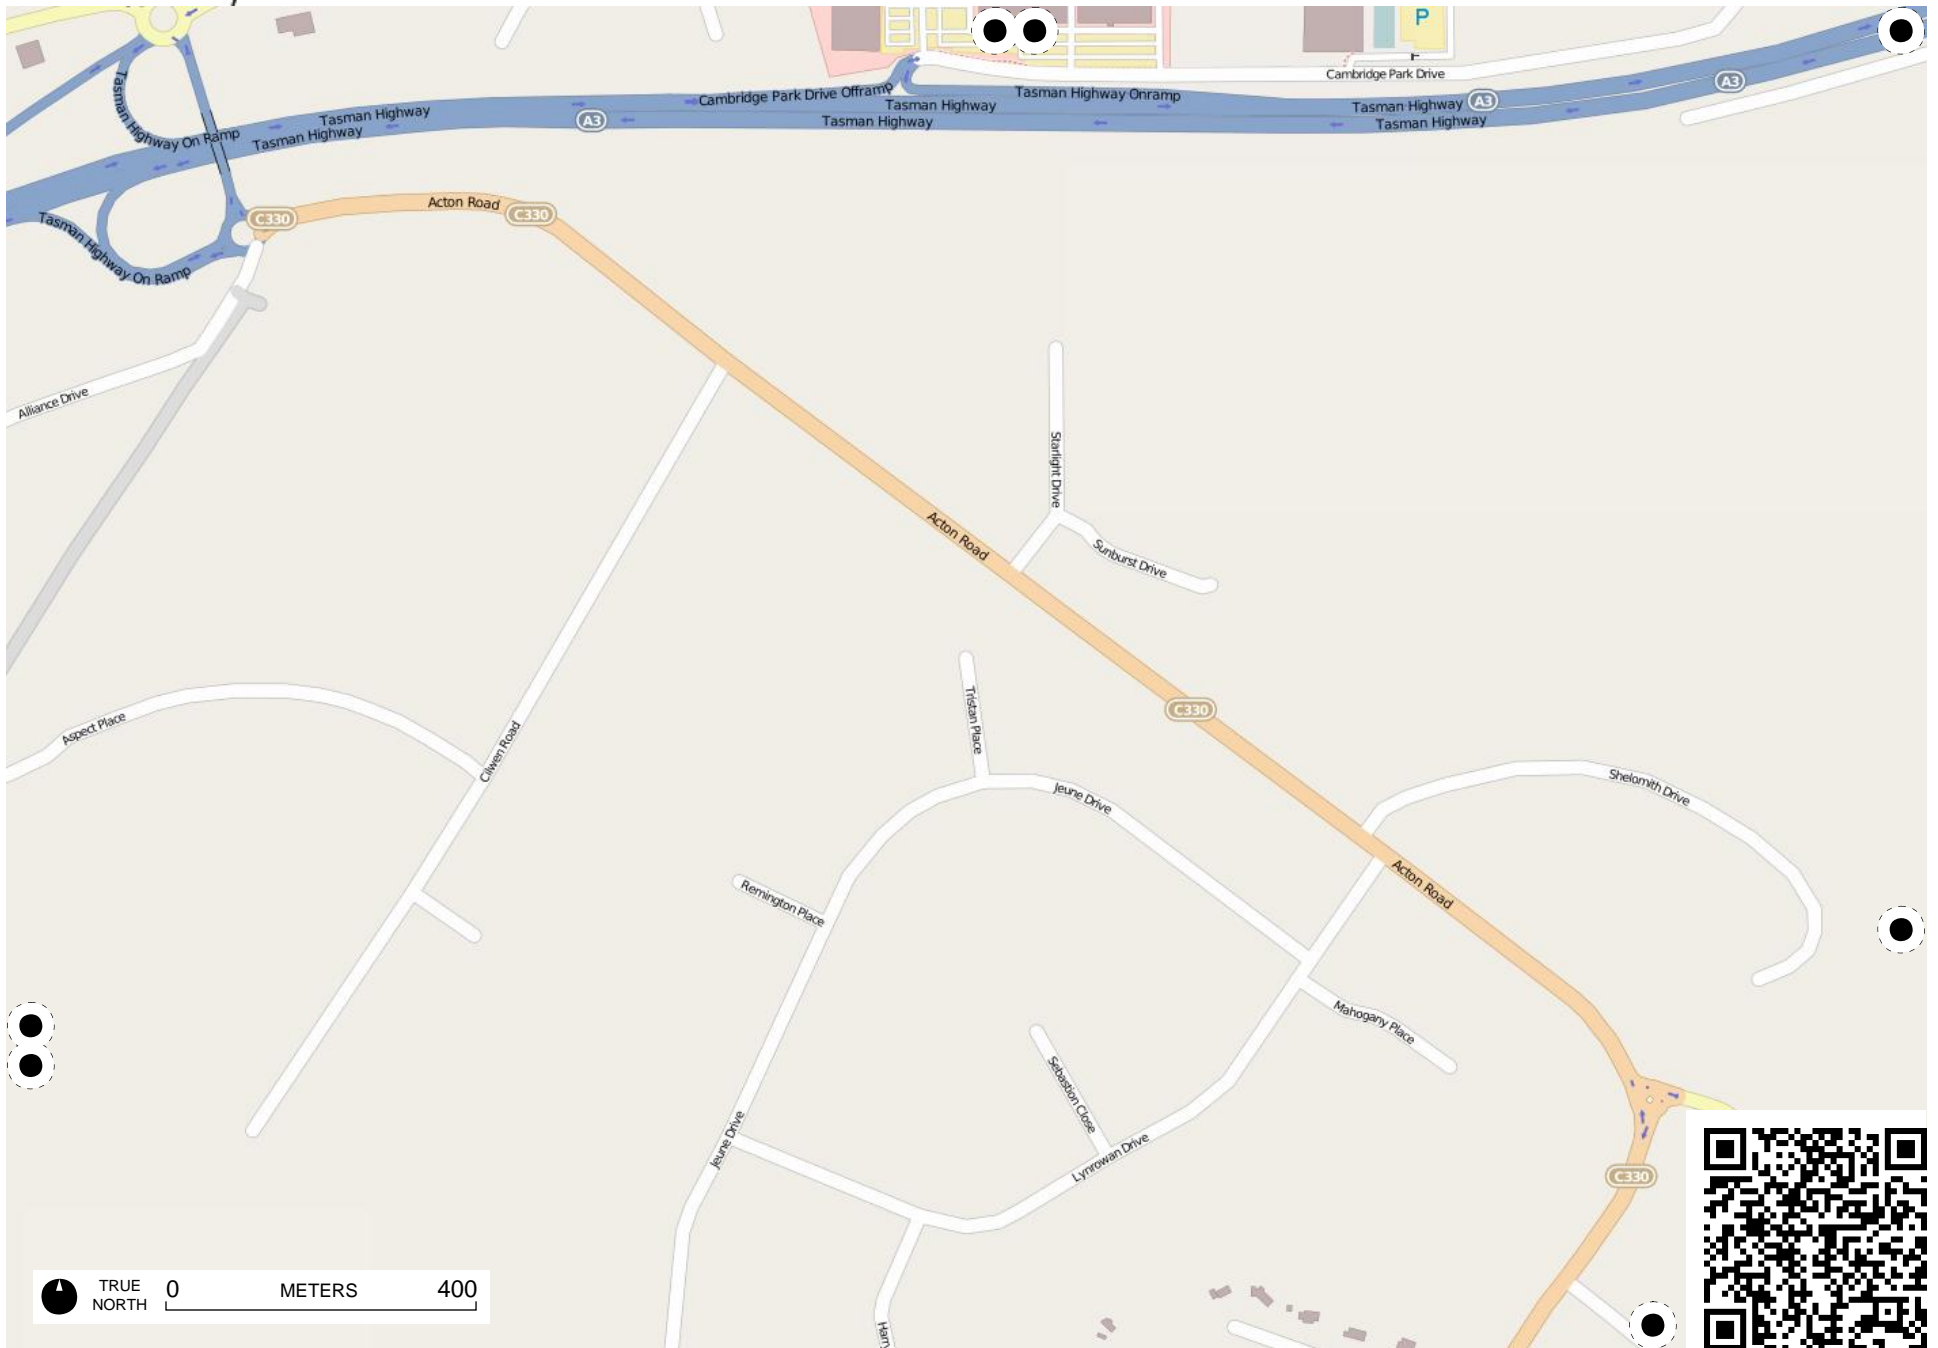 P
Cambridge Park Drive
A3
Tasman Highway On Ramp
Tasman Highway
Tasman Highway
A3
Cambridge Park Drive Offramp
Tasman Highway
Tasman Highway
Tasman Highway Onramp
Tasman Highway
A3
Tasman Highway
C330
Acton Road
C330
Tasman Highway On Ramp
Alliance Drive
Starlight Drive
Acton Road
Sunburst Drive
Tristan Place
C330
Aspect Place
Cilwen Road
Jeune Drive
Shelomith Drive
Remington Place
Acton Road
Mahogany Place
Sebastion Close
Jeune Drive
Lynrowan Drive
C330
TRUE
NORTH
0 METERS 400